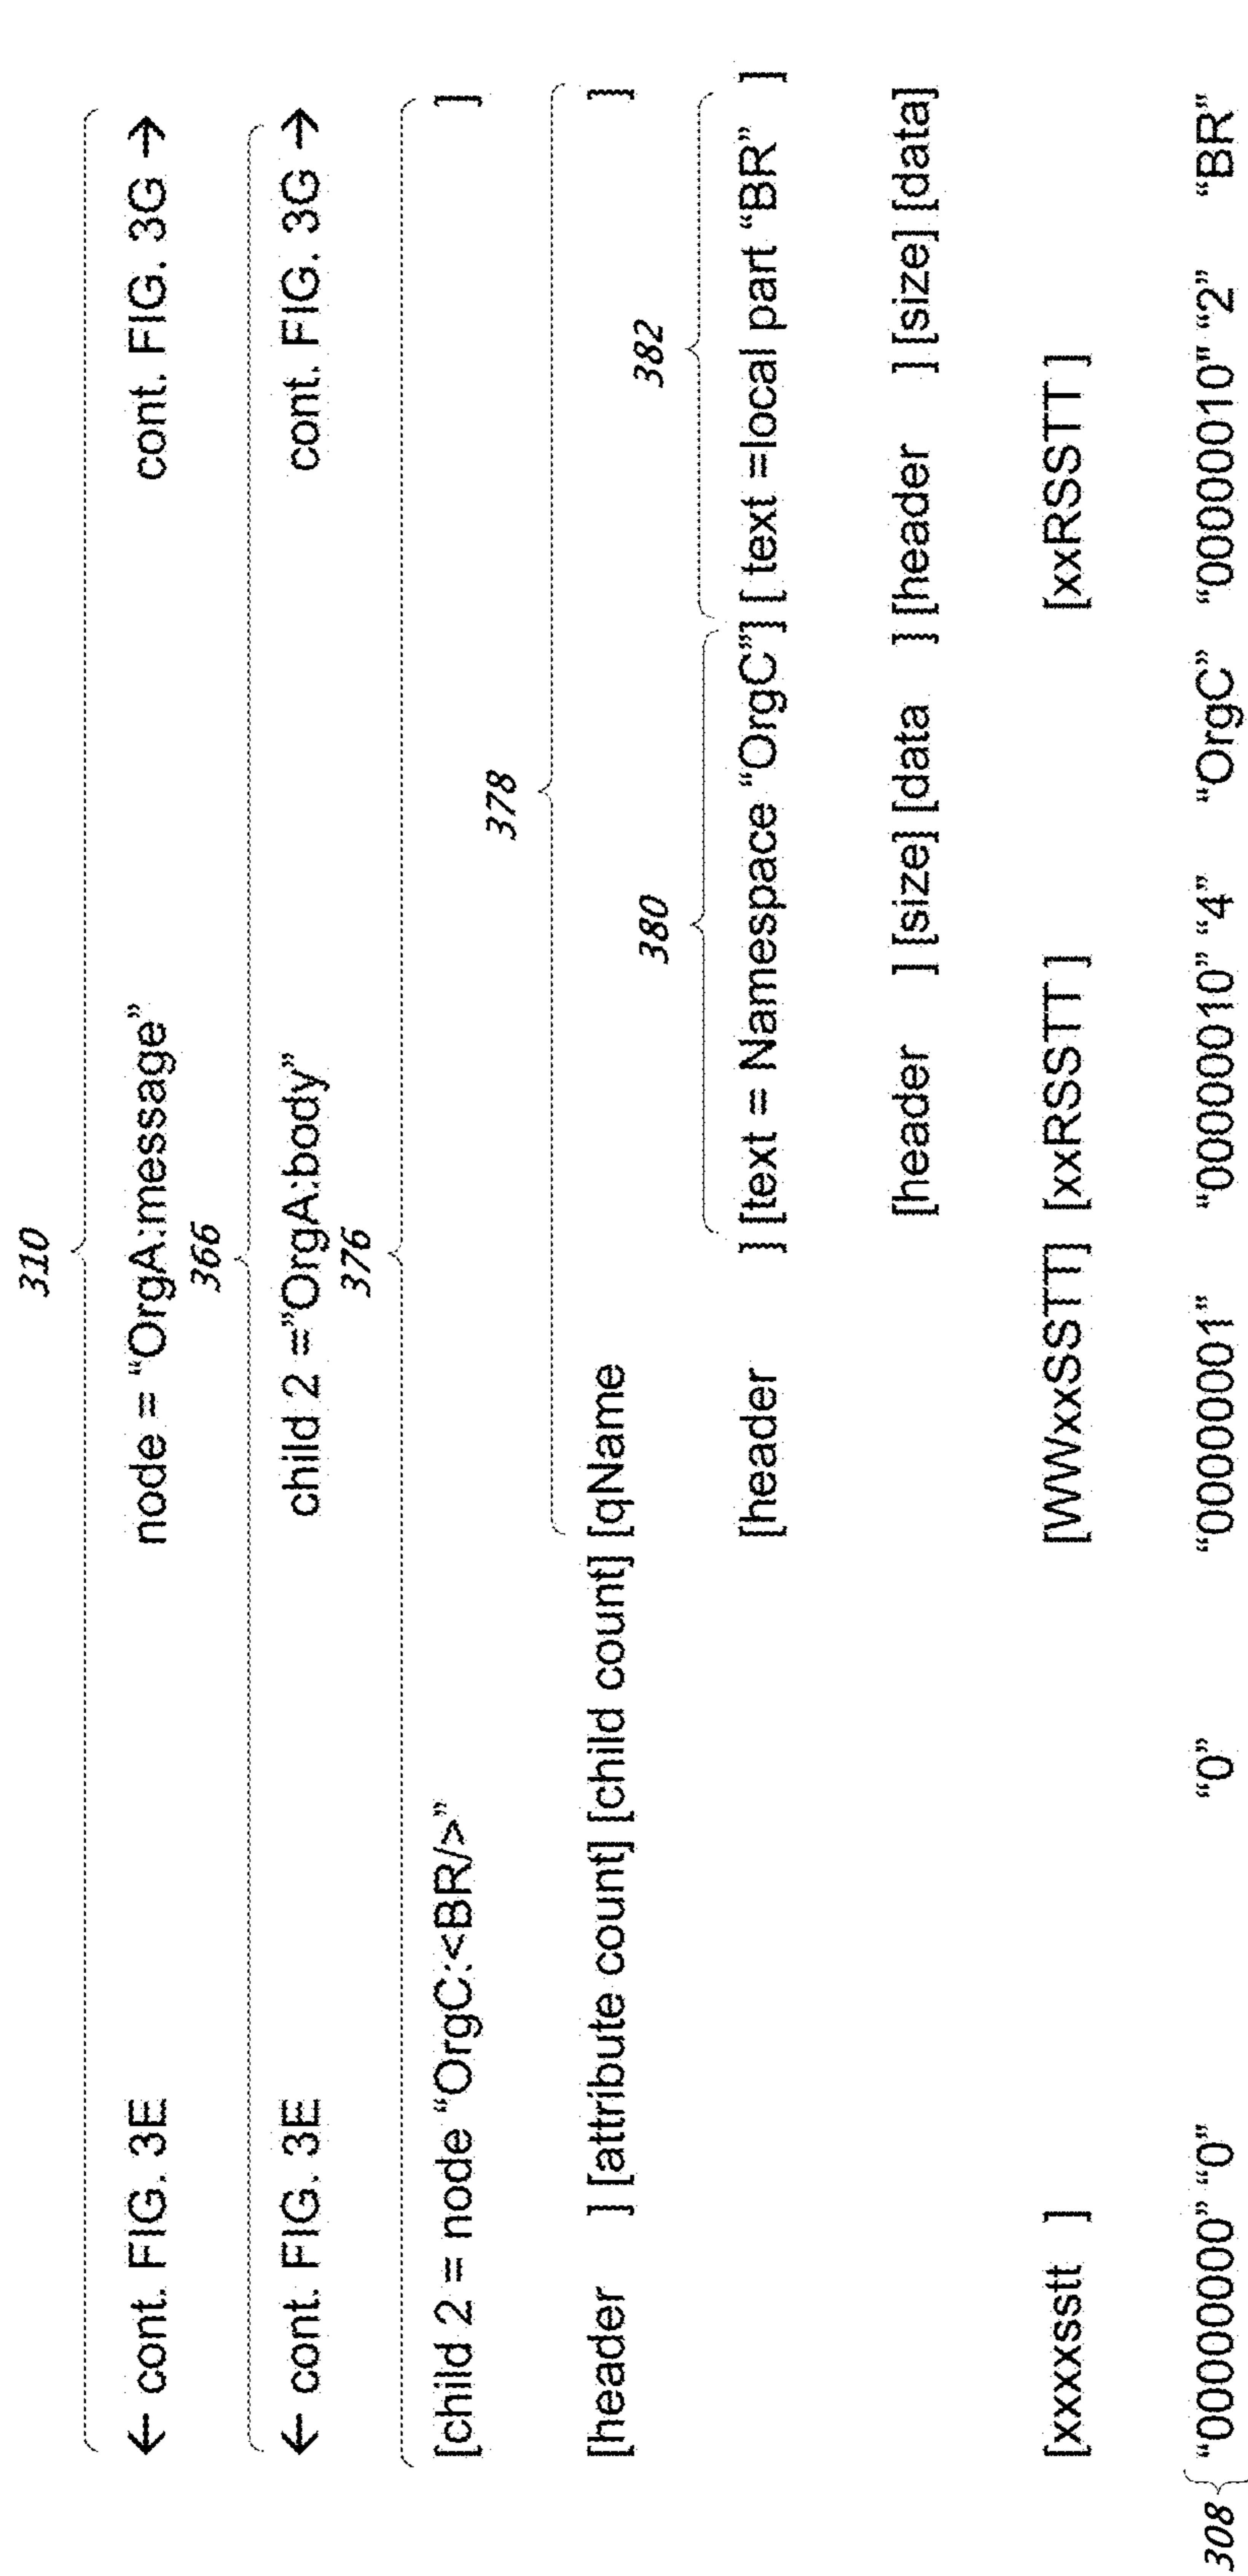 310
← cont. FIG. 3E node = “OrgA:message” cont. FIG. 3G →
366
← cont. FIG. 3E child 2 =”OrgA:body” cont. FIG. 3G →
376
[child 2 = node “OrgC:<BR/>” ]
378
[header ] [attribute count] [child count] [qName ]
380 382
[header ] [text = Namespace “OrgC”] [ text =local part “BR” ]
[header ] [size] [data ] [header ] [size] [data]
[xxxxsstt ] [WWxxSSTT] [xxRSSTT ] [xxRSSTT ]
308 “00000000” “0” “0” “00000001” “00000010” “4” “OrgC” “00000010” “2” “BR”